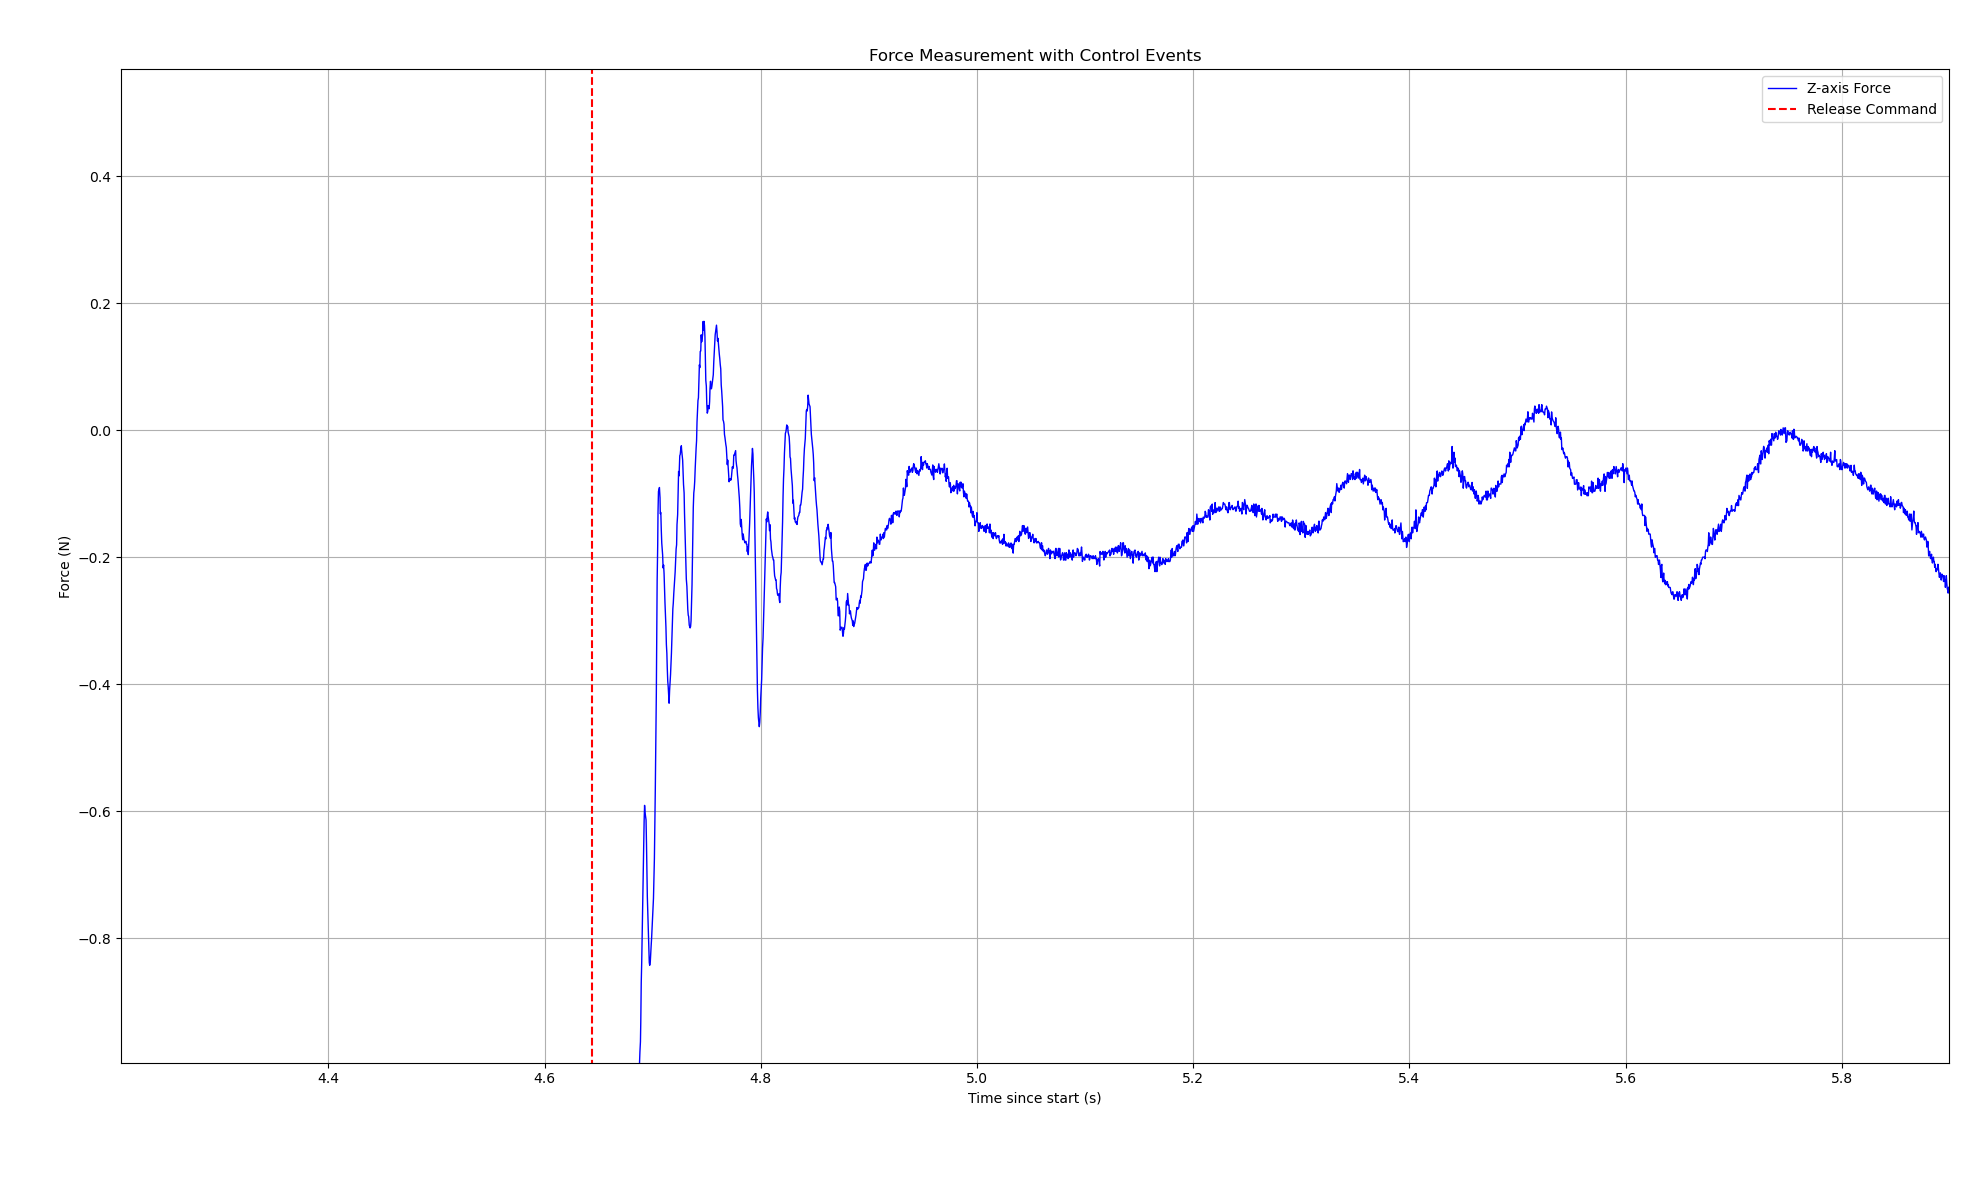 Force Measurement with Control Events
Z-axis Force
Release Command
0.4
0.2
0.0
−0.2
−0.4
−0.6
−0.8
Force (N)
4.4 4.6 4.8 5.0 5.2 5.4 5.6 5.8
Time since start (s)